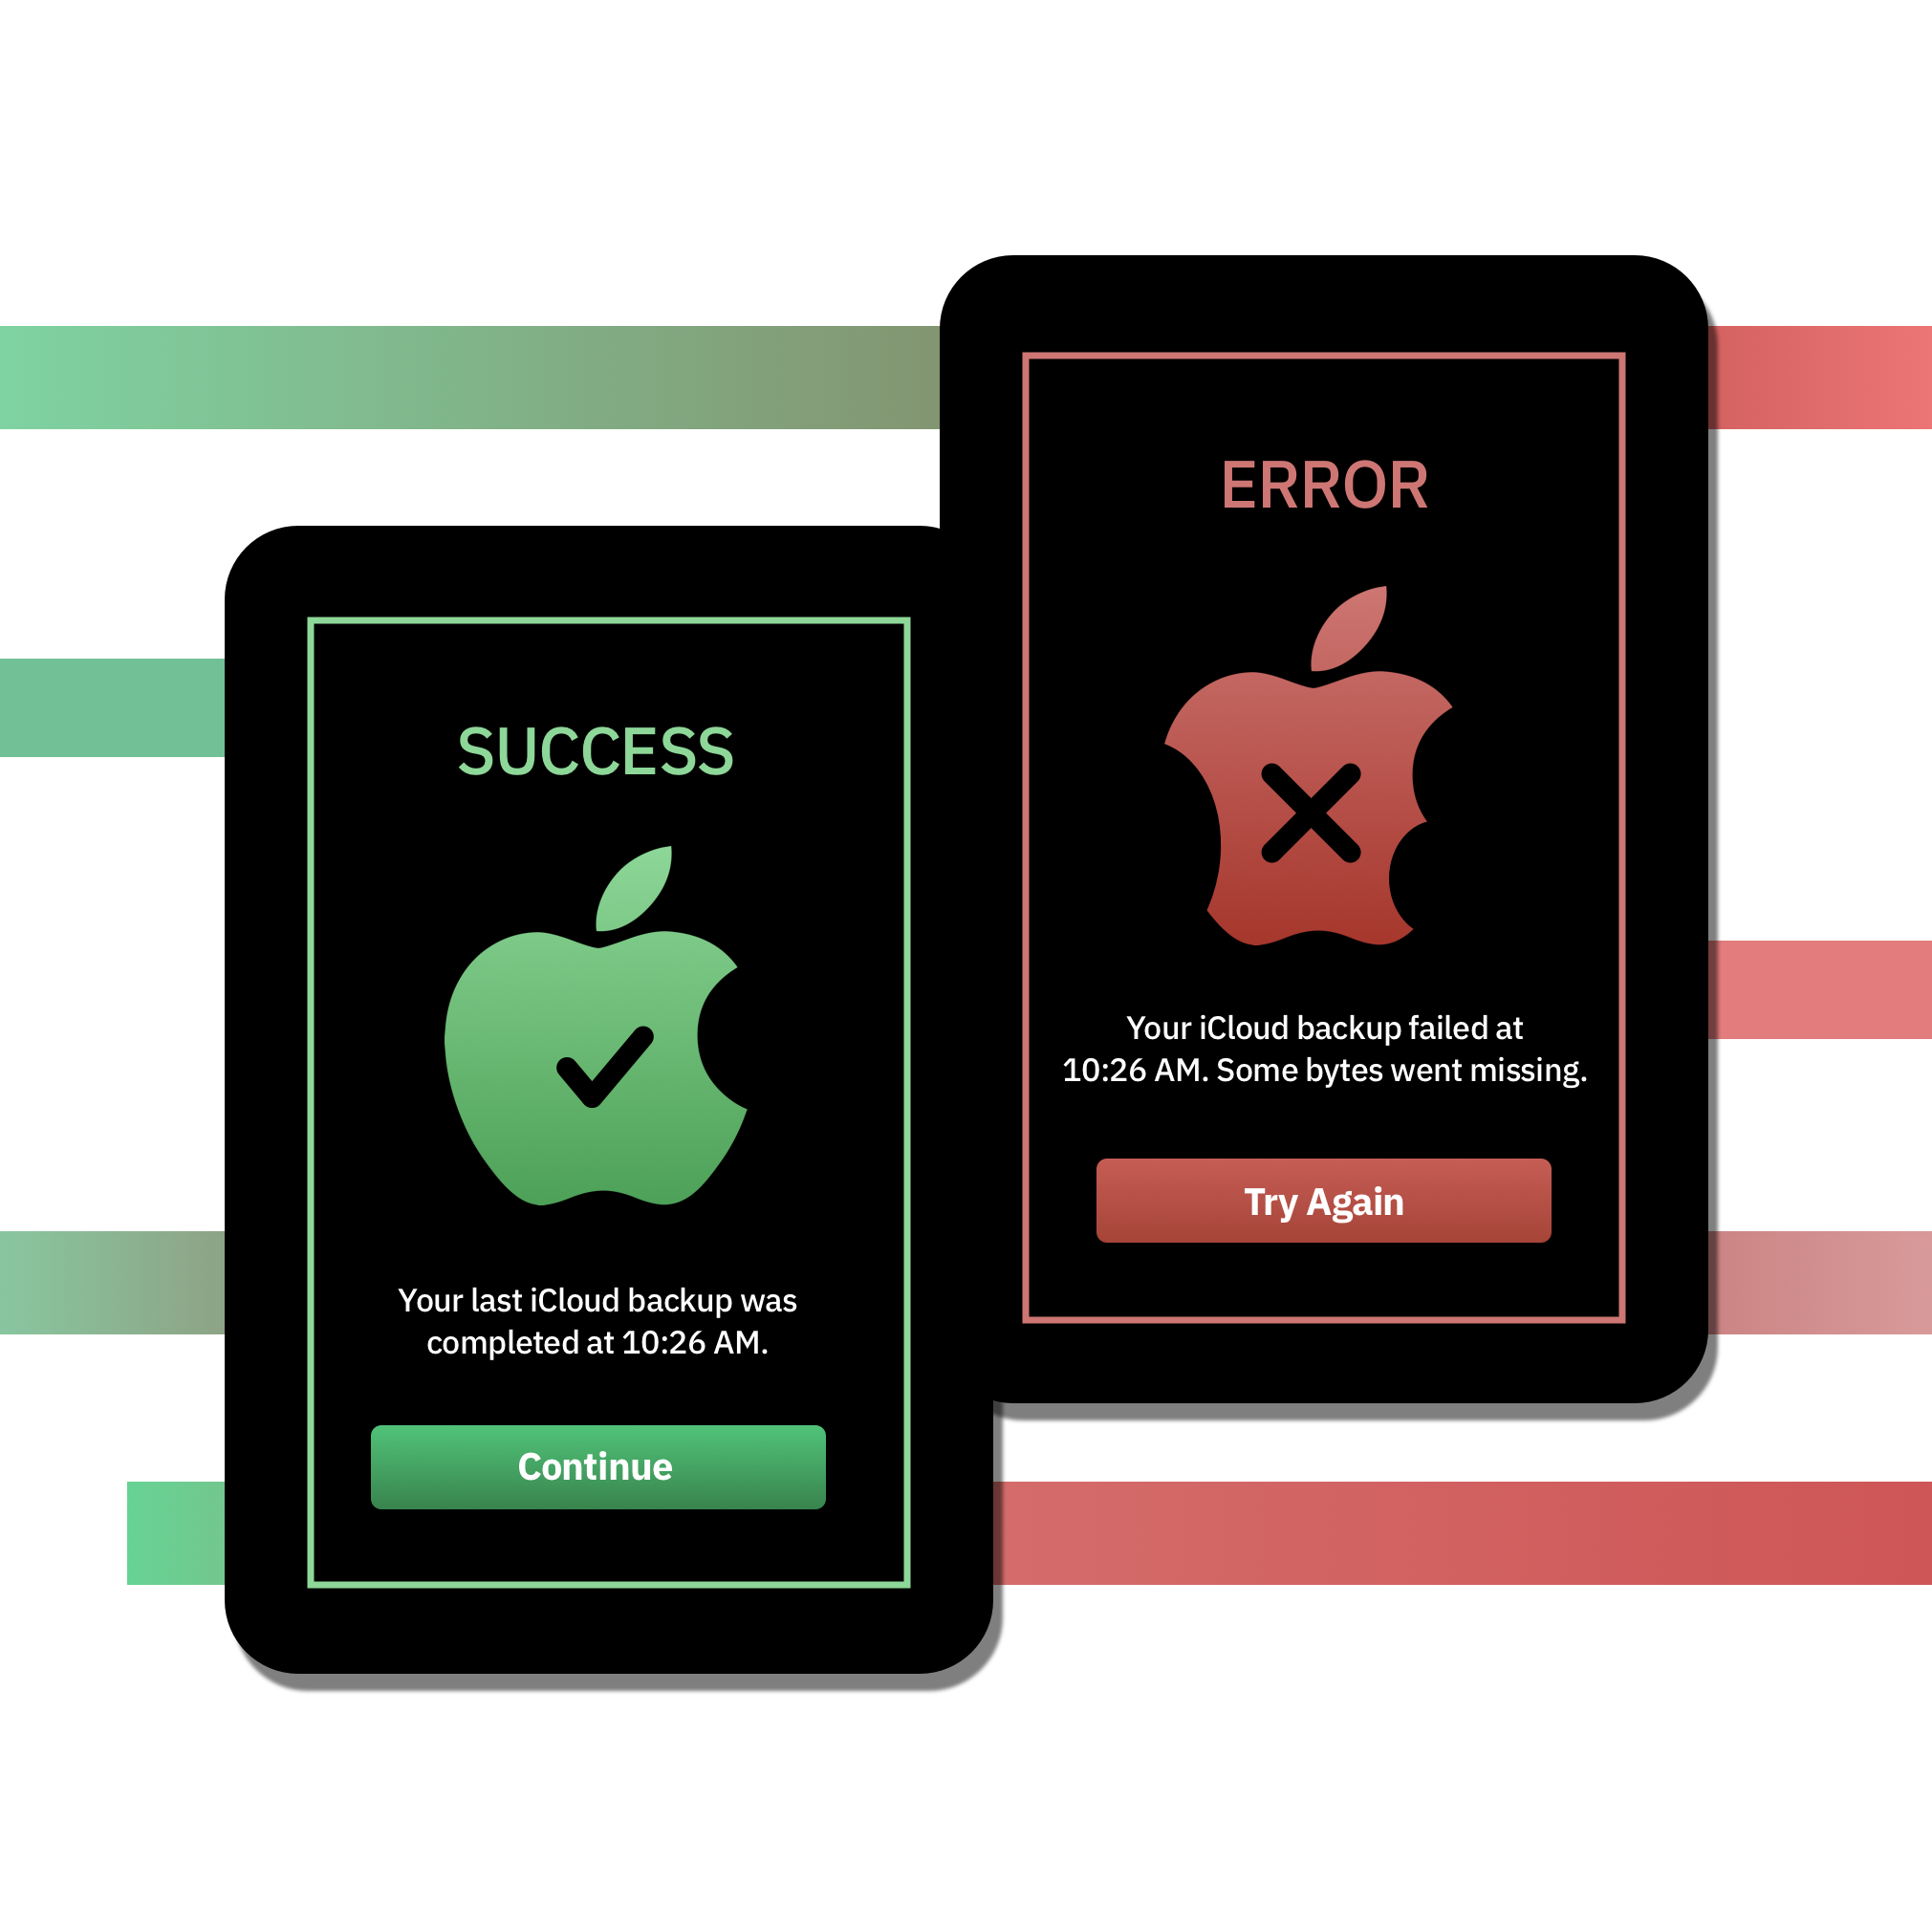 SUCCESS
Your last iCloud backup was
completed at 10:26 AM.
Continue
ERROR
Your iCloud backup failed at
10:26 AM. Some bytes went missing.
Try Again